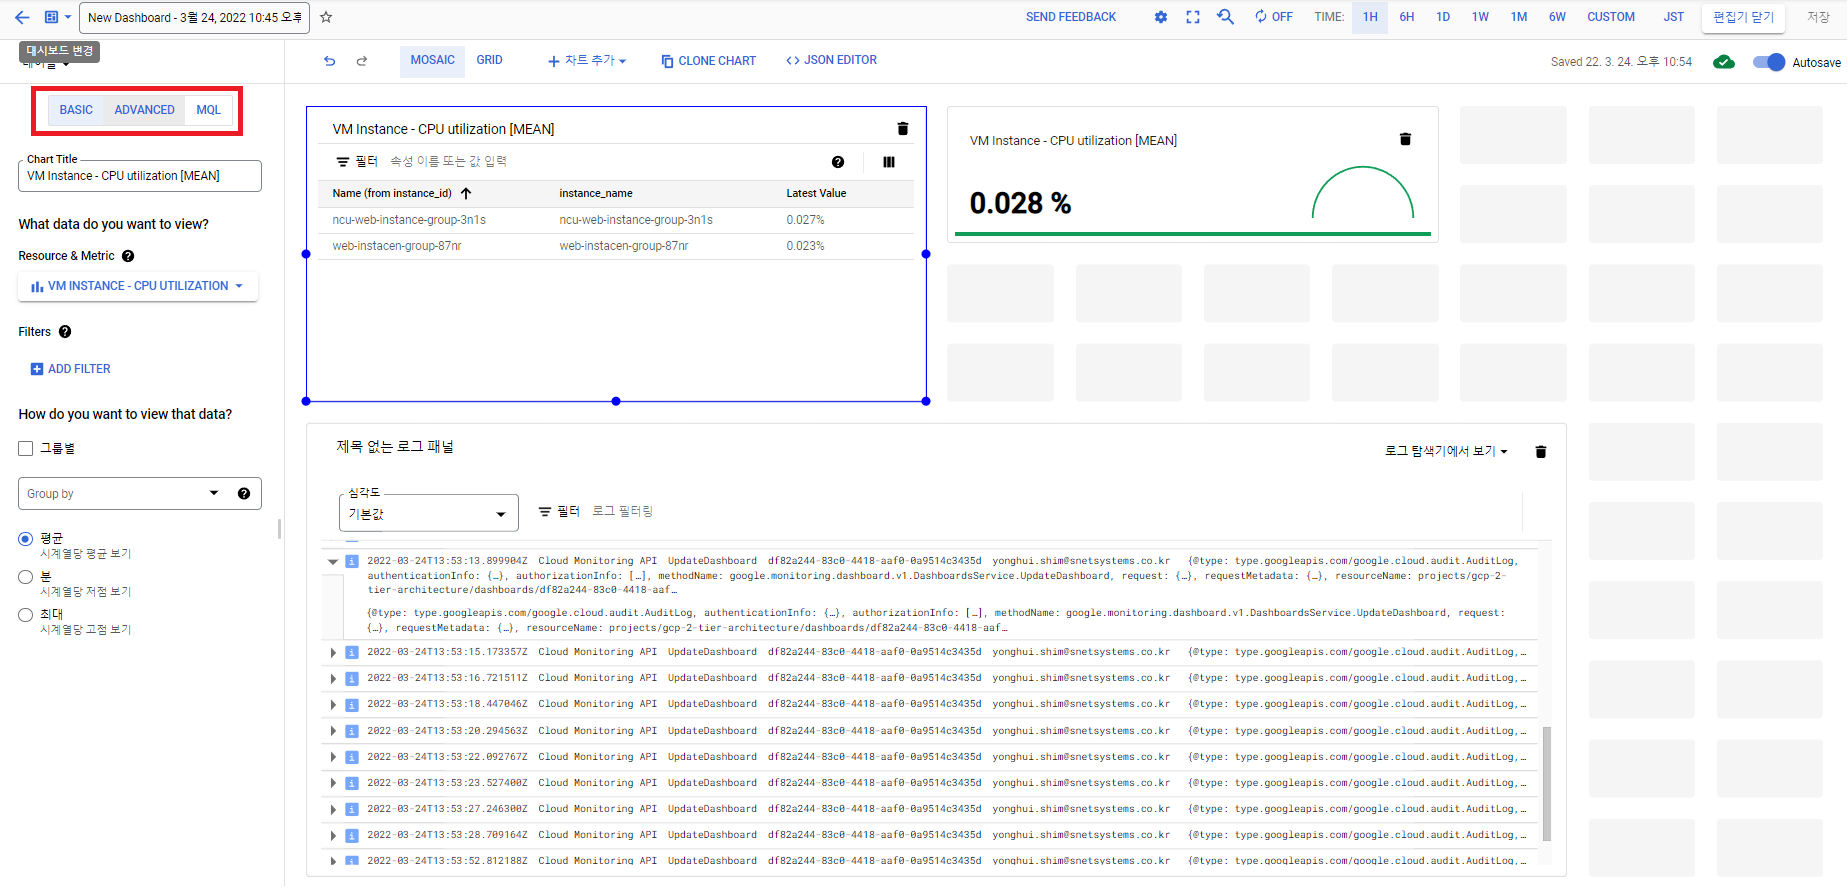 New Dashboard - 3월 24, 2022 10:45 오후
SEND FEEDBACK
OFF
TIME:
1H
6H
1D
1W
1M
6W
CUSTOM
JST
편집기 닫기
저장
대시보드 변경
MOSAIC
GRID
차트 추가
CLONE CHART
JSON EDITOR
Saved 22. 3. 24. 오후 10:54
Autosave
BASIC
ADVANCED
MQL
Chart Title
VM Instance - CPU utilization [MEAN]
What data do you want to view?
Resource & Metric
VM INSTANCE - CPU UTILIZATION
Filters
ADD FILTER
How do you want to view that data?
그룹별
Group by
평균
시계열당 평균 보기
분
시계열당 저점 보기
최대
시계열당 고점 보기
VM Instance - CPU utilization [MEAN]
필터 속성 이름 또는 값 입력
Name (from instance_id) instance_name Latest Value
ncu-web-instance-group-3n1s ncu-web-instance-group-3n1s 0.027%
web-instacen-group-87nr web-instacen-group-87nr 0.023%
VM Instance - CPU utilization [MEAN]
0.028 %
제목 없는 로그 패널
로그 탐색기에서 보기
심각도
기본값
필터 로그 필터링
2022-03-24T13:53:13.899904Z Cloud Monitoring API UpdateDashboard df82a244-83c0-4418-aaf0-0a9514c3435d yonghui.shim@snetsystems.co.kr {@type: type.googleapis.com/google.cloud.audit.AuditLog,
authenticationInfo: {…}, authorizationInfo: […], methodName: google.monitoring.dashboard.v1.DashboardsService.UpdateDashboard, request: {…}, requestMetadata: {…}, resourceName: projects/gcp-2-
tier-architecture/dashboards/df82a244-83c0-4418-aaf…
{@type: type.googleapis.com/google.cloud.audit.AuditLog, authenticationInfo: {…}, authorizationInfo: […], methodName: google.monitoring.dashboard.v1.DashboardsService.UpdateDashboard, request:
{…}, requestMetadata: {…}, resourceName: projects/gcp-2-tier-architecture/dashboards/df82a244-83c0-4418-aaf…
2022-03-24T13:53:15.173357Z Cloud Monitoring API UpdateDashboard df82a244-83c0-4418-aaf0-0a9514c3435d yonghui.shim@snetsystems.co.kr {@type: type.googleapis.com/google.cloud.audit.AuditLog,…
2022-03-24T13:53:16.721511Z Cloud Monitoring API UpdateDashboard df82a244-83c0-4418-aaf0-0a9514c3435d yonghui.shim@snetsystems.co.kr {@type: type.googleapis.com/google.cloud.audit.AuditLog,…
2022-03-24T13:53:18.447046Z Cloud Monitoring API UpdateDashboard df82a244-83c0-4418-aaf0-0a9514c3435d yonghui.shim@snetsystems.co.kr {@type: type.googleapis.com/google.cloud.audit.AuditLog,…
2022-03-24T13:53:20.294563Z Cloud Monitoring API UpdateDashboard df82a244-83c0-4418-aaf0-0a9514c3435d yonghui.shim@snetsystems.co.kr {@type: type.googleapis.com/google.cloud.audit.AuditLog,…
2022-03-24T13:53:22.092767Z Cloud Monitoring API UpdateDashboard df82a244-83c0-4418-aaf0-0a9514c3435d yonghui.shim@snetsystems.co.kr {@type: type.googleapis.com/google.cloud.audit.AuditLog,…
2022-03-24T13:53:23.527400Z Cloud Monitoring API UpdateDashboard df82a244-83c0-4418-aaf0-0a9514c3435d yonghui.shim@snetsystems.co.kr {@type: type.googleapis.com/google.cloud.audit.AuditLog,…
2022-03-24T13:53:27.246300Z Cloud Monitoring API UpdateDashboard df82a244-83c0-4418-aaf0-0a9514c3435d yonghui.shim@snetsystems.co.kr {@type: type.googleapis.com/google.cloud.audit.AuditLog,…
2022-03-24T13:53:28.709164Z Cloud Monitoring API UpdateDashboard df82a244-83c0-4418-aaf0-0a9514c3435d yonghui.shim@snetsystems.co.kr {@type: type.googleapis.com/google.cloud.audit.AuditLog,…
2022-03-24T13:53:52.812188Z Cloud Monitoring API UpdateDashboard df82a244-83c0-4418-aaf0-0a9514c3435d yonghui.shim@snetsystems.co.kr {@type: type.googleapis.com/google.cloud.audit.AuditLog,…